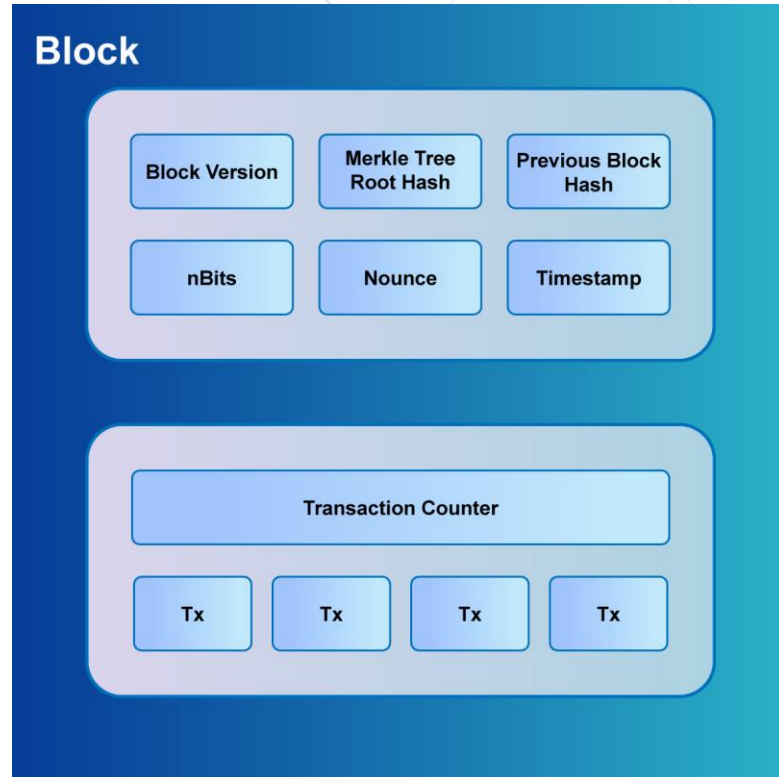 Block
Block Version
Merkle Tree
Root Hash
Previous Block
Hash
nBits
Nounce
Timestamp
Transaction Counter
Tx
Tx
Tx
Tx